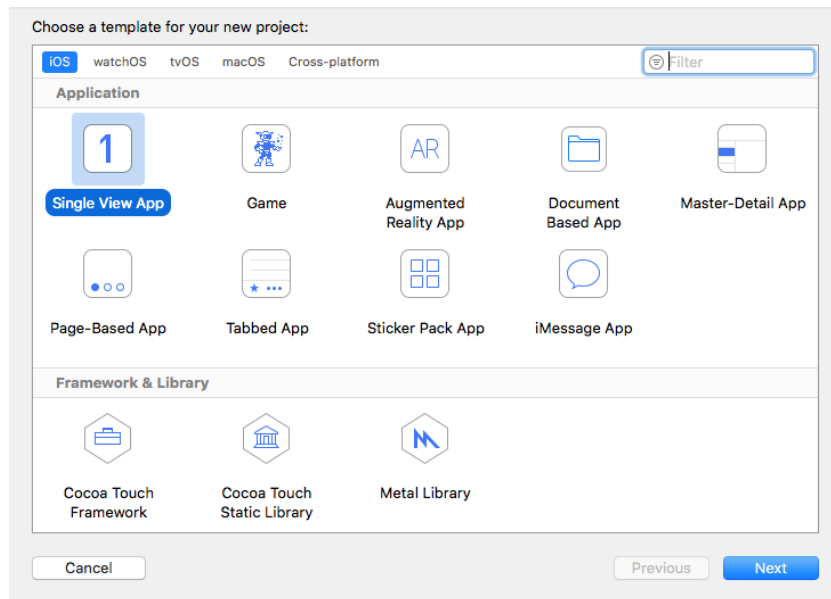 Choose a template for your new project:
iOS watchOS tvOS macOS Cross-platform Filter
Application
1 AR
Single View App Game Augmented Reality App Document Based App Master-Detail App
Page-Based App Tabbed App Sticker Pack App iMessage App
Framework & Library
Cocoa Touch Framework Cocoa Touch Static Library Metal Library
Cancel Previous Next